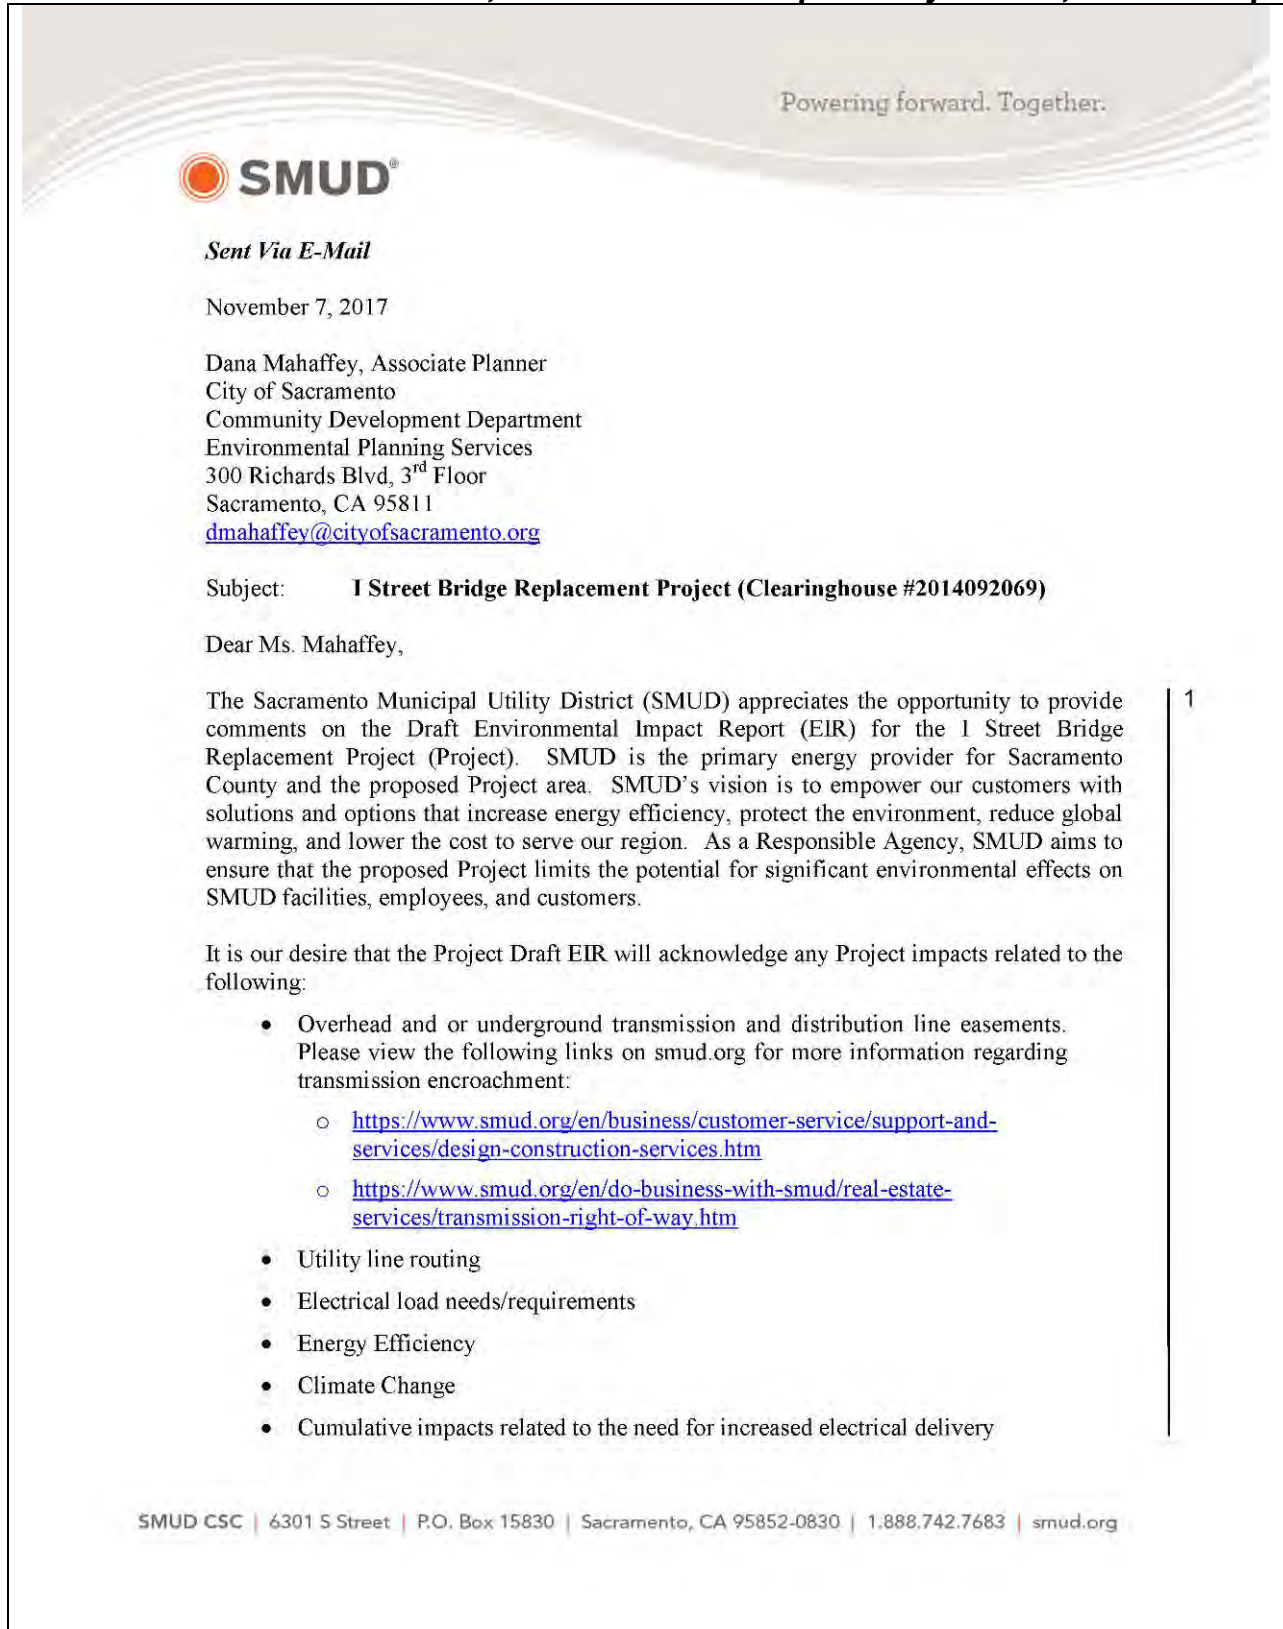 Powering forward. Together.
SMUD®
Sent Via E-Mail
November 7, 2017
Dana Mahaffey, Associate Planner
City of Sacramento
Community Development Department
Environmental Planning Services
300 Richards Blvd, 3rd Floor
Sacramento, CA 95811
dmahaffey@cityofsacramento.org
Subject: I Street Bridge Replacement Project (Clearinghouse #2014092069)
Dear Ms. Mahaffey,
The Sacramento Municipal Utility District (SMUD) appreciates the opportunity to provide
1
comments on the Draft Environmental Impact Report (EIR) for the I Street Bridge
Replacement Project (Project). SMUD is the primary energy provider for Sacramento
County and the proposed Project area. SMUD's vision is to empower our customers with
solutions and options that increase energy efficiency, protect the environment, reduce global
warming, and lower the cost to serve our region. As a Responsible Agency, SMUD aims to
ensure that the proposed Project limits the potential for significant environmental effects on
SMUD facilities, employees, and customers.
It is our desire that the Project Draft EIR will acknowledge any Project impacts related to the
following:
• Overhead and or underground transmission and distribution line easements.
Please view the following links on smud.org for more information regarding
transmission encroachment:
o https://www.smud.org/en/business/customer-service/support-and-
services/design-construction-services.htm
o https://www.smud.org/en/do-business-with-smud/real-estate-
services/transmission-right-of-way.htm
• Utility line routing
• Electrical load needs/requirements
• Energy Efficiency
• Climate Change
• Cumulative impacts related to the need for increased electrical delivery
SMUD CSC | 6301 S Street | P.O. Box 15830 | Sacramento, CA 95852-0830 | 1.888.742.7683 | smud.org